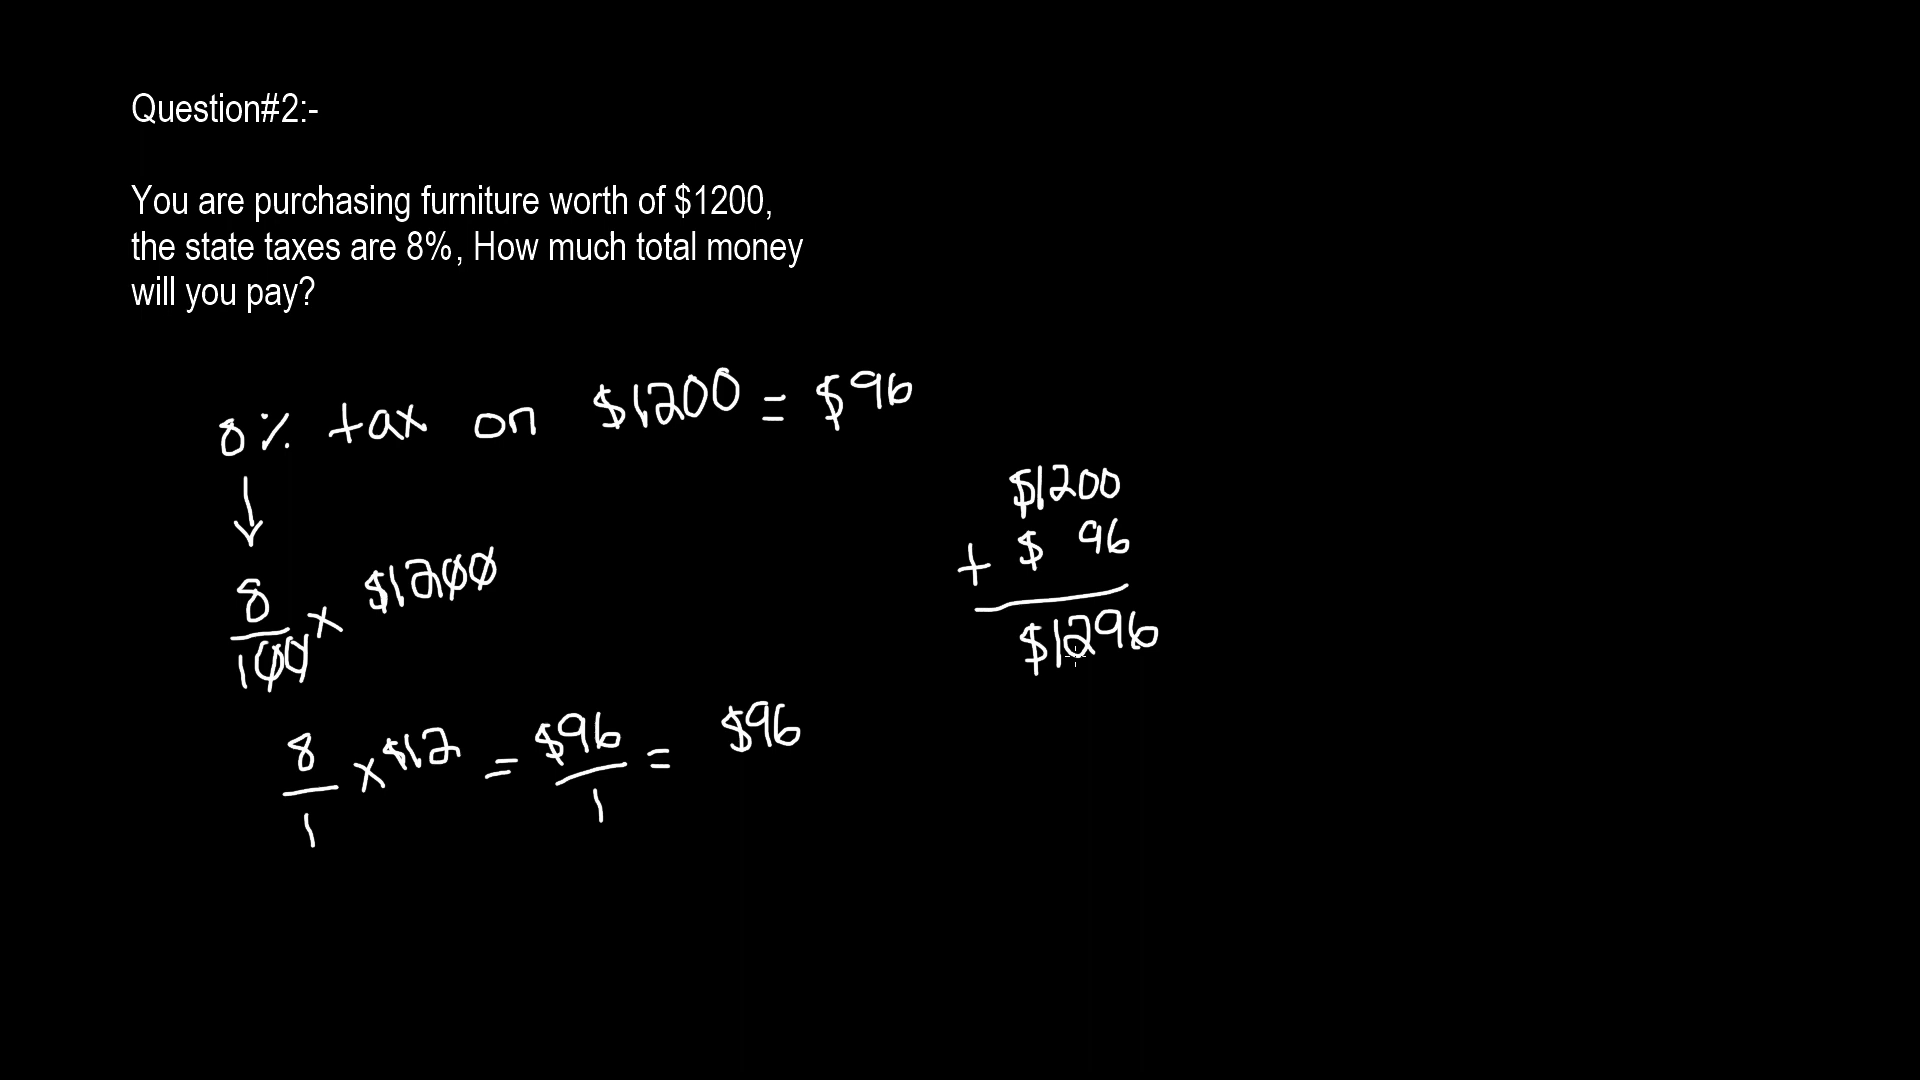 Question#2:-
You are purchasing furniture worth of $1200,
the state taxes are 8%, How much total money
will you pay?
8% tax on $1200 = $96
↓
8/100 x $1200
8/1 x $12 = $96/1 = $96
$1200
+ $ 96
$1296